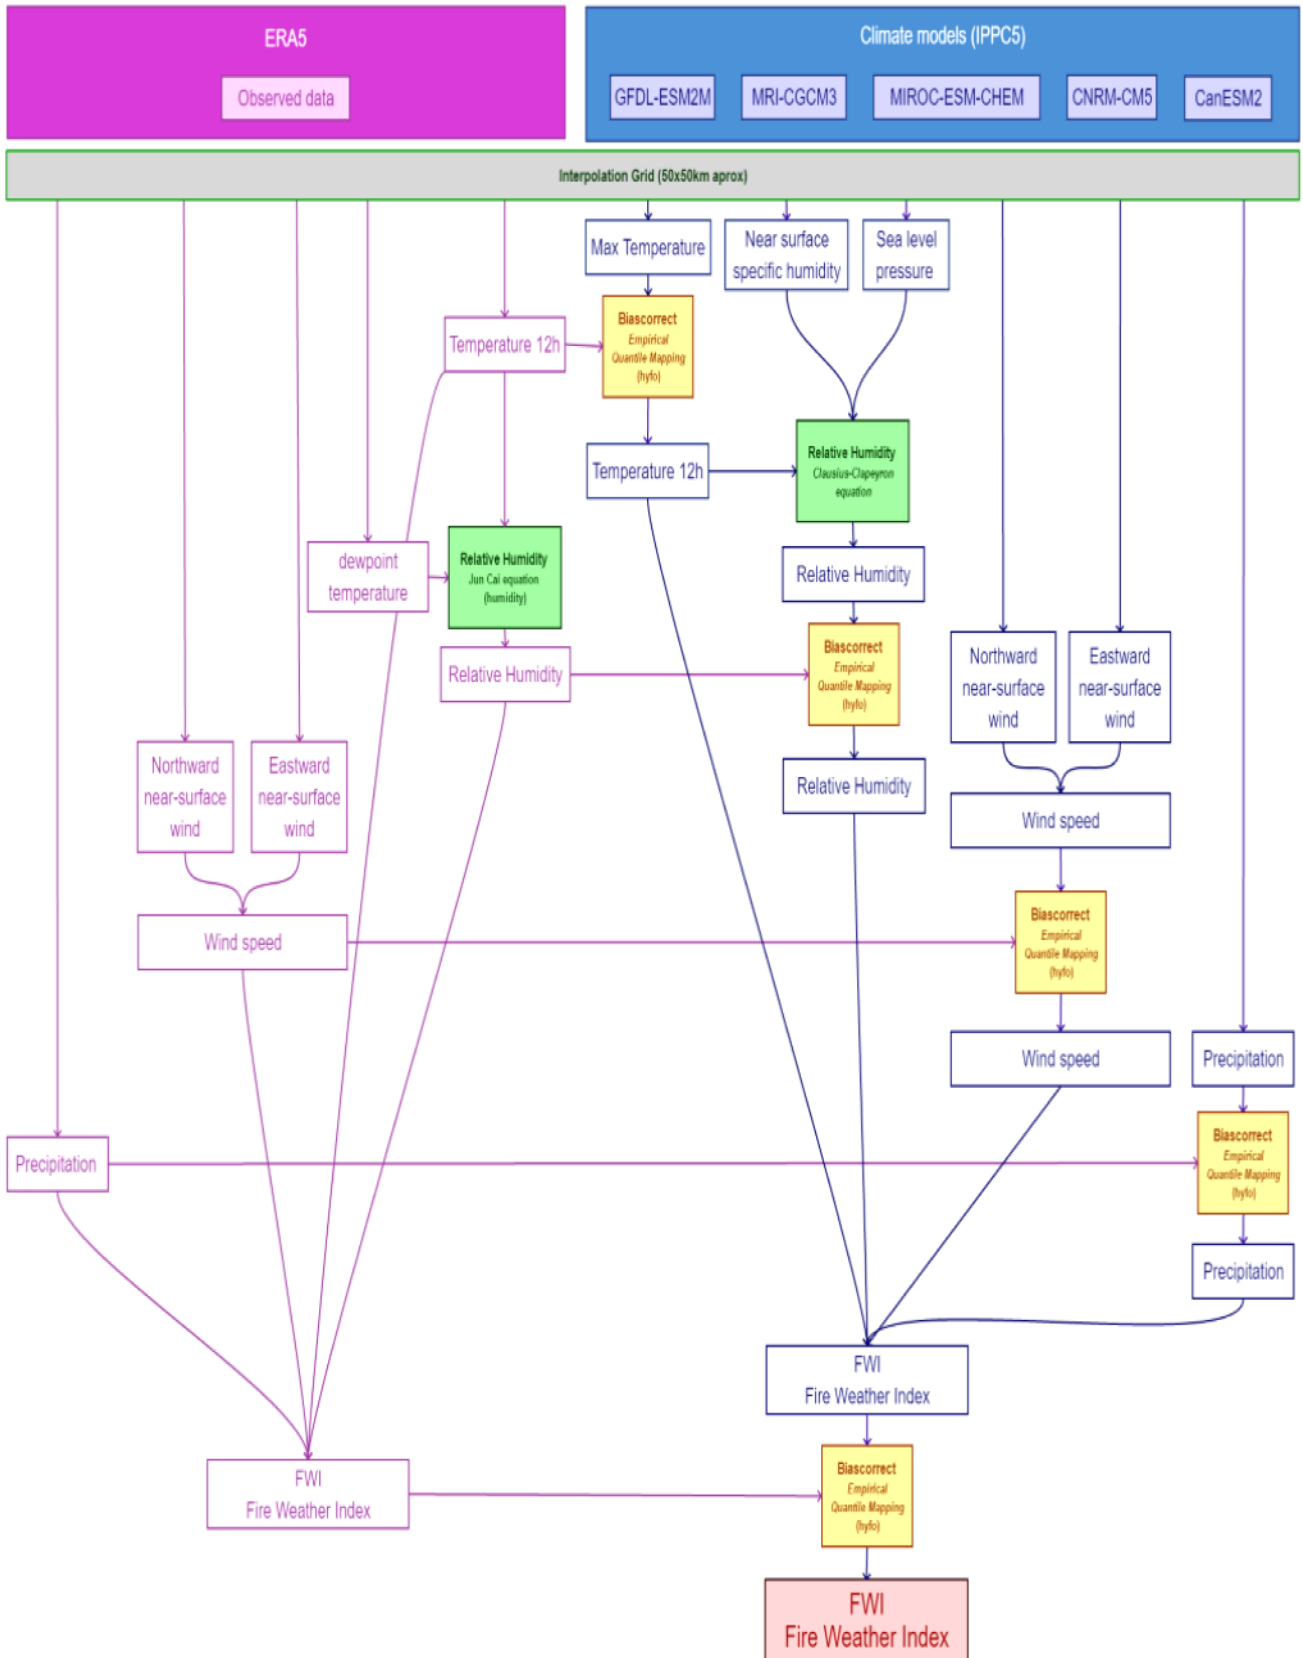 ERA5
Observed data
Climate models (IPPC5)
GFDL-ESM2M
MRI-CGCM3
MIROC-ESM-CHEM
CNRM-CM5
CanESM2
Interpolation Grid (50x50km aprox)
Max Temperature
Near surface
specific humidity
Sea level
pressure
Biascorrect
Empirical
Quantile Mapping
(hyfo)
Temperature 12h
Temperature 12h
Relative Humidity
Clausius-Clapeyron
equation
dewpoint
temperature
Relative Humidity
Jun Cai equation
(humidity)
Relative Humidity
Relative Humidity
Biascorrect
Empirical
Quantile Mapping
(hyfo)
Northward
near-surface
wind
Eastward
near-surface
wind
Northward
near-surface
wind
Eastward
near-surface
wind
Relative Humidity
Wind speed
Wind speed
Biascorrect
Empirical
Quantile Mapping
(hyfo)
Wind speed
Precipitation
Precipitation
Biascorrect
Empirical
Quantile Mapping
(hyfo)
Precipitation
FWI
Fire Weather Index
FWI
Fire Weather Index
Biascorrect
Empirical
Quantile Mapping
(hyfo)
FWI
Fire Weather Index